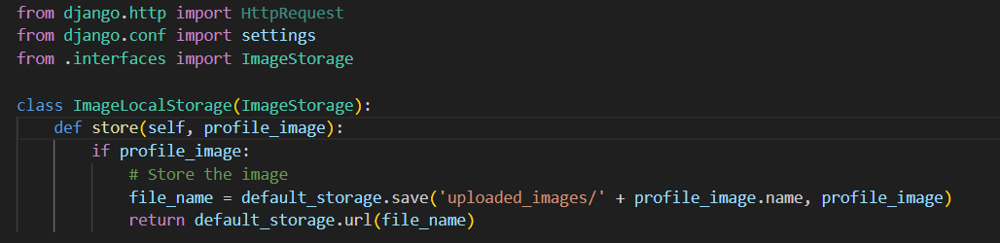 from django.http import HttpRequest
from django.conf import settings
from .interfaces import ImageStorage

class ImageLocalStorage(ImageStorage):
    def store(self, profile_image):
        if profile_image:
            # Store the image
            file_name = default_storage.save('uploaded_images/' + profile_image.name, profile_image)
            return default_storage.url(file_name)